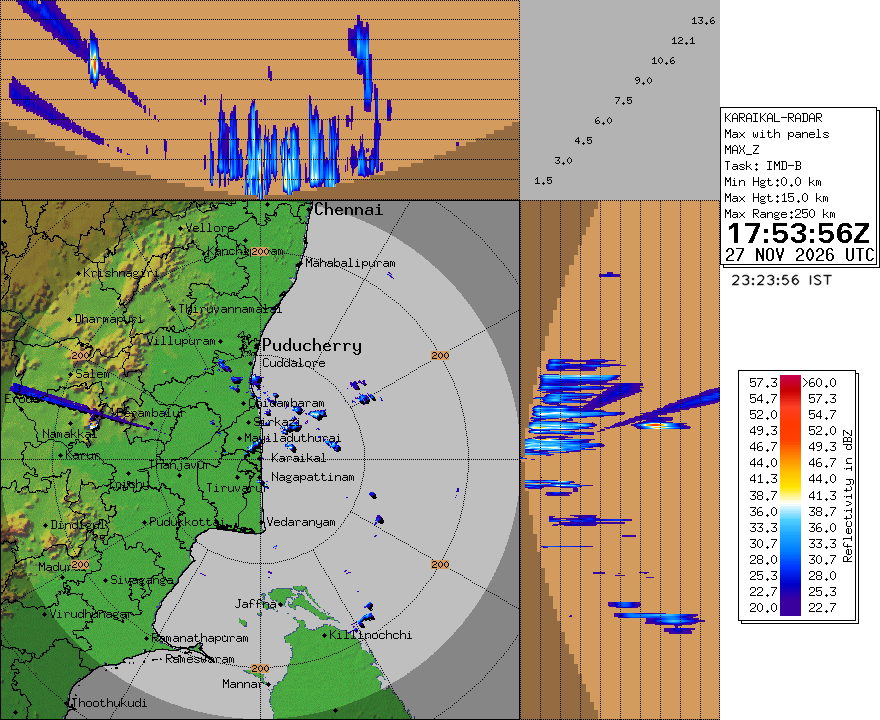 13.6
12.1
10.6
9.0
7.5
6.0
4.5
3.0
1.5
KARAIKAL-RADAR
Max with panels
MAX_Z
Task: IMD-B
Min Hgt:0.0 km
Max Hgt:15.0 km
Max Range:250 km
17:53:56Z
27 NOV 2026 UTC
23:23:56 IST
Chennai
Vellore
200
Mahabalipuram
Krishnagiri
Thiruvannamalai
Dharmapuri
Villupuram
Puducherry
200
200
Cuddalore
Salem
Chidambaram
Perambalur
Sirkazi
Namakkal
Mayiladuthurai
Karur
Karaikal
Thanjavur
Nagapattinam
Tiruvarur
Dindigul
Pudukkottai
Vedaranyam
200
200
Sivaganga
Jaffna
Virudhunagar
Killinochchi
Ramanathapuram
Rameswaram
200
Mannar
Thoothukudi
57.3 >60.0
54.7 57.3
52.0 54.7
49.3 52.0
46.7 49.3
44.0 46.7
41.3 44.0
38.7 41.3
36.0 38.7
33.3 36.0
30.7 33.3
28.0 30.7
25.3 28.0
22.7 25.3
20.0 22.7
Reflectivity in dBZ